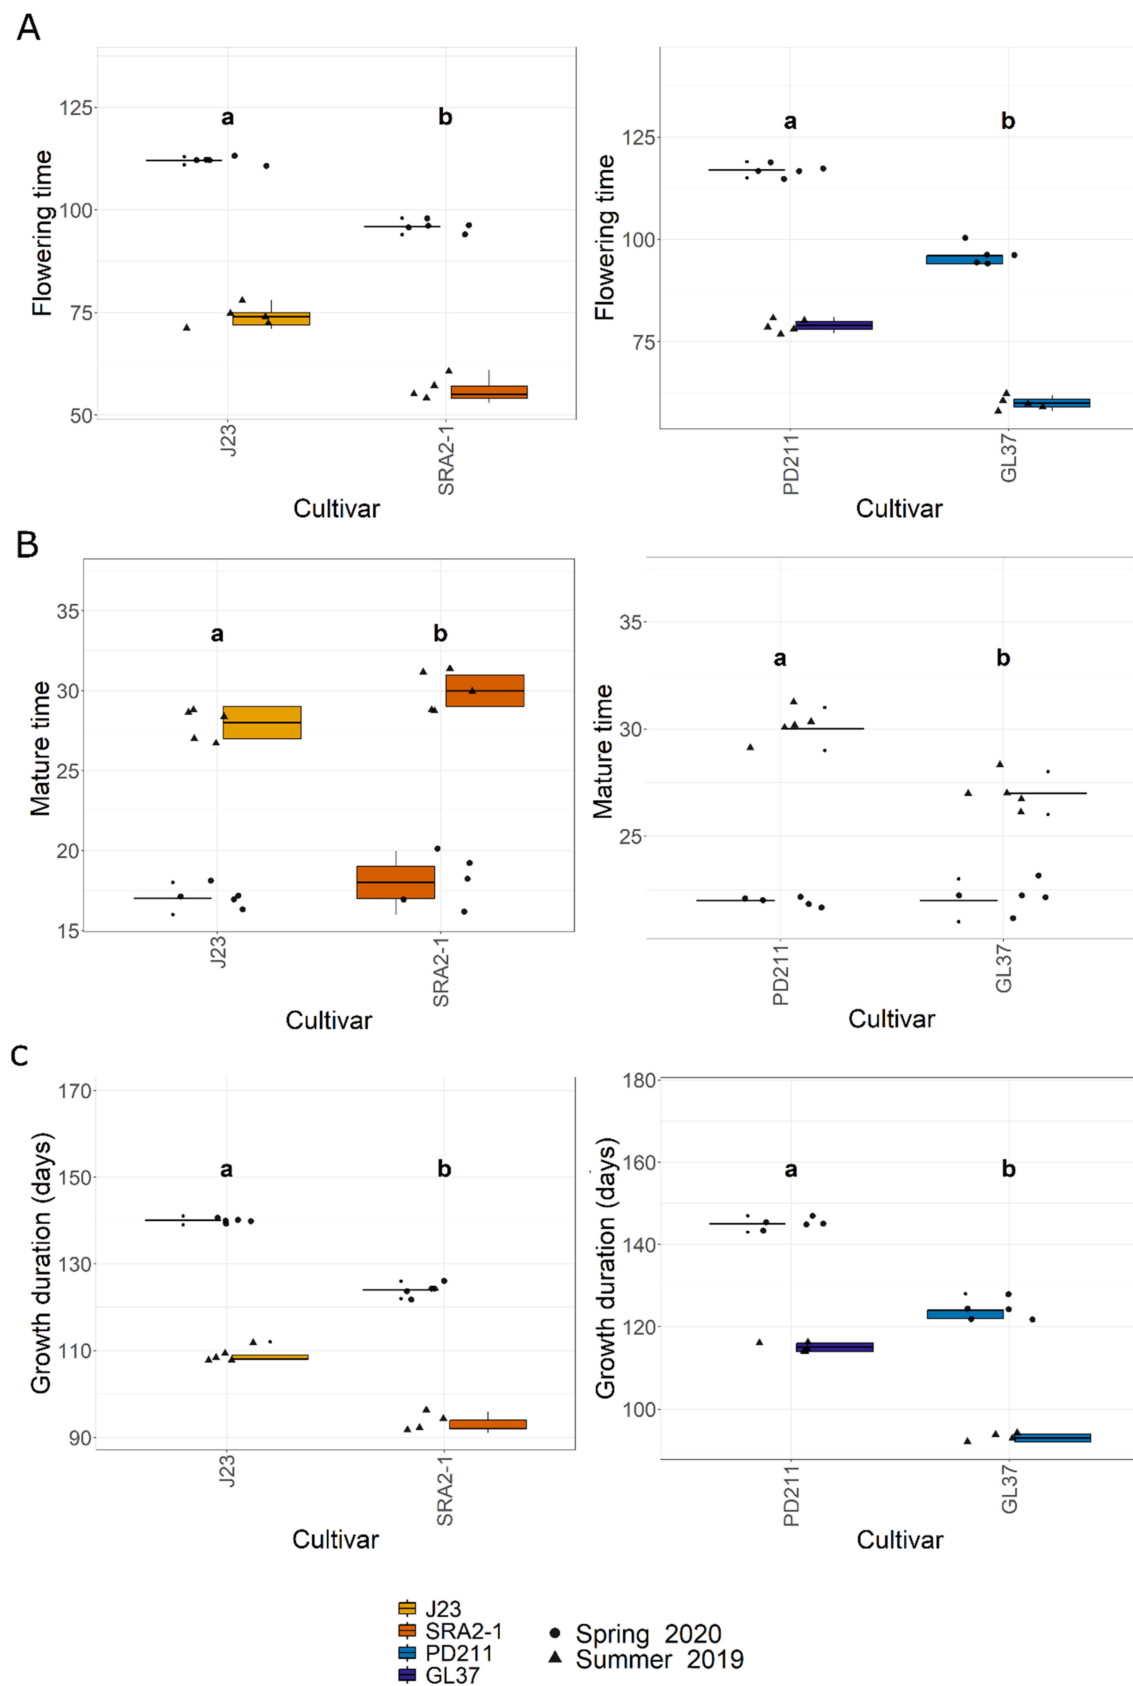 A
a
b
125
100
75
50
Flowering time
J23
SRA2-1
Cultivar
a
b
125
100
75
Flowering time
PD211
GL37
Cultivar
B
a
b
35
30
25
20
15
Mature time
J23
SRA2-1
Cultivar
a
b
35
30
25
Mature time
PD211
GL37
Cultivar
C
a
b
170
150
130
110
90
Growth duration (days)
J23
SRA2-1
Cultivar
a
b
180
160
140
120
100
Growth duration (days)
PD211
GL37
Cultivar
J23
SRA2-1
PD211
GL37
Spring 2020
Summer 2019